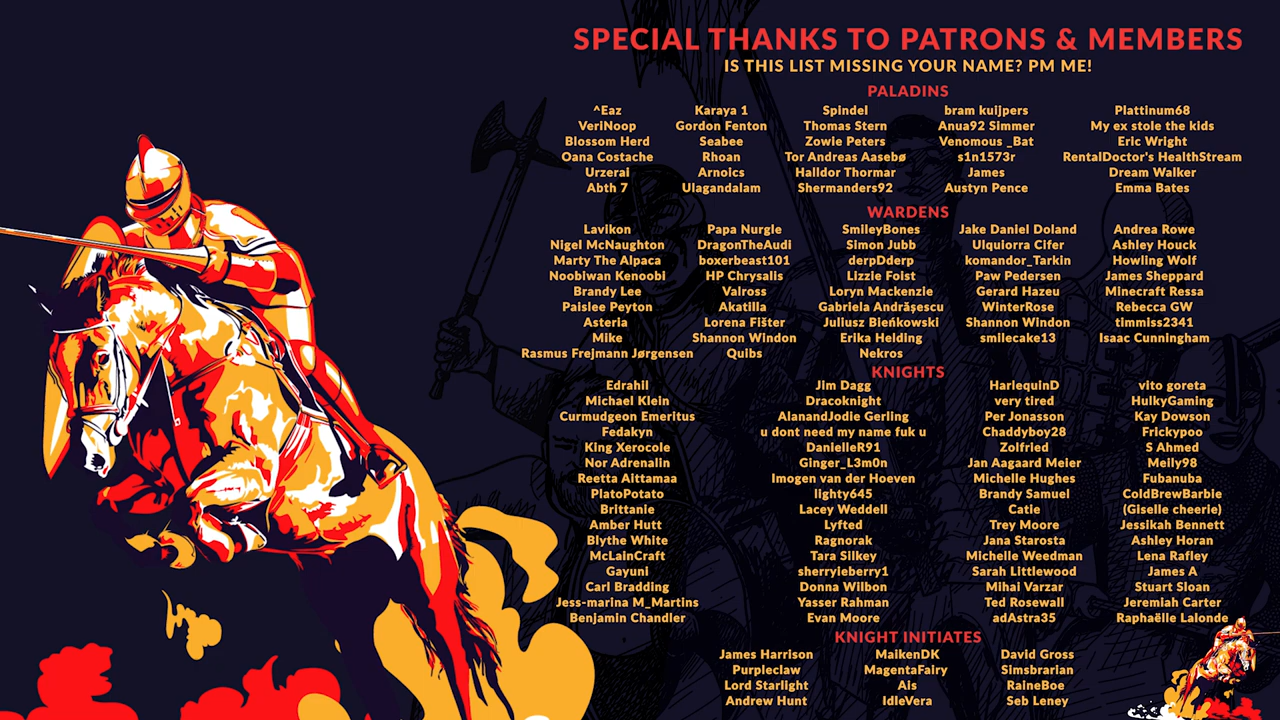 SPECIAL THANKS TO PATRONS & MEMBERS
IS THIS LIST MISSING YOUR NAME? PM ME!
PALADINS
^Eaz Karaya 1 Spindel bram kuijpers Plattinum68
VerlNoop Gordon Fenton Thomas Stern Anua92 Simmer My ex stole the kids
Blossom Herd Seabee Zowie Peters Venomous _Bat Eric Wright
Oana Costache Rhoan Tor Andreas Aasebø s1n1573r RentalDoctor's HealthStream
Urzerai Arnoics Halldor Thormar James Dream Walker
Abth 7 Ulagandalam Shermanders92 Austyn Pence Emma Bates
WARDENS
Lavikon Papa Nurgle SmileyBones Jake Daniel Doland Andrea Rowe
Nigel McNaughton DragonTheAudi Simon Jubb Ulquiorra Cifer Ashley Houck
Marty The Alpaca boxerbeast101 derpDderp komandor_Tarkin Howling Wolf
Noobiwan Kenoobi HP Chrysalis Lizzie Foist Paw Pedersen James Sheppard
Brandy Lee Valross Loryn Mackenzie Gerard Hazeu Minecraft Ressa
Paislee Peyton Akatilla Gabriela Andrășescu WinterRose Rebecca GW
Asteria Lorena Fišter Juliusz Bieńkowski Shannon Windon timmiss2341
Mike Shannon Windon Erika Helding smilecake13 Isaac Cunningham
Rasmus Frejmann Jørgensen Quibs Nekros
KNIGHTS
Edrahil Jim Dagg HarlequinD vito goreta
Michael Klein Dracoknight very tired HulkyGaming
Curmudgeon Emeritus AlanandJodie Gerling Per Jonasson Kay Dowson
Fedakyn u dont need my name fuk u Chaddyboy28 Frickypoo
King Xerocole DanielleR91 Zolfried S Ahmed
Nor Adrenalin Ginger_L3m0n Jan Aagaard Meier Meily98
Reetta Aittamaa Imogen van der Hoeven Michelle Hughes Fubanuba
PlatoPotato lighty645 Brandy Samuel ColdBrewBarbie
Brittanie Lacey Weddell Catie (Giselle cheerie)
Amber Hutt Lyfted Trey Moore Jessikah Bennett
Blythe White Ragnorak Jana Starosta Ashley Horan
McLainCraft Tara Silkey Michelle Weedman Lena Rafley
Gayuni sherryleberry1 Sarah Littlewood James A
Carl Bradding Donna Wilbon Mihai Varzar Stuart Sloan
Jess-marina M_Martins Yasser Rahman Ted Rosewall Jeremiah Carter
Benjamin Chandler Evan Moore adAstra35 Raphaëlle Lalonde
KNIGHT INITIATES
James Harrison MaikenDK David Gross
Purpleclaw MagentaFairy Simsbrarian
Lord Starlight Ais RaineBoe
Andrew Hunt IdleVera Seb Leney